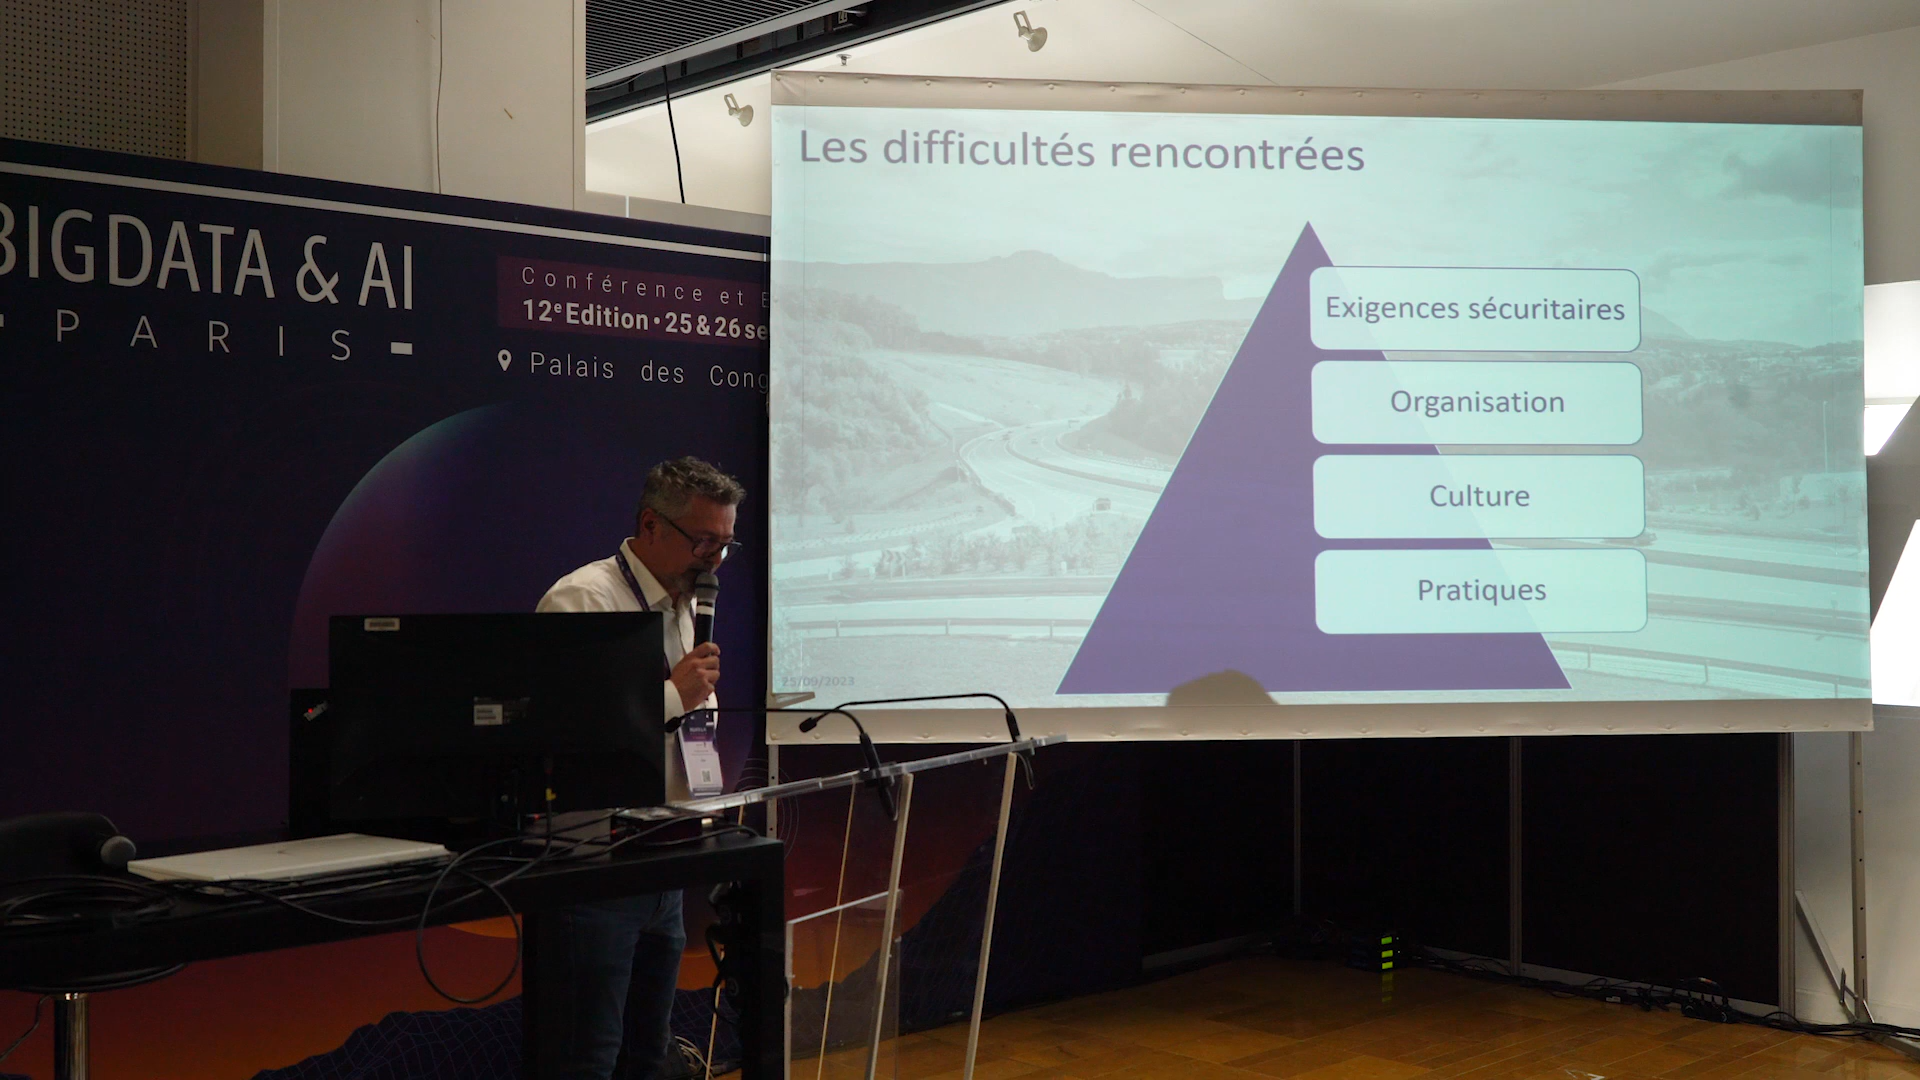 BIGDATA & AI
PARIS
Conférence et E
12e Edition • 25 & 26 se
Palais des Cong
Les difficultés rencontrées
Exigences sécuritaires
Organisation
Culture
Pratiques
25/09/2023